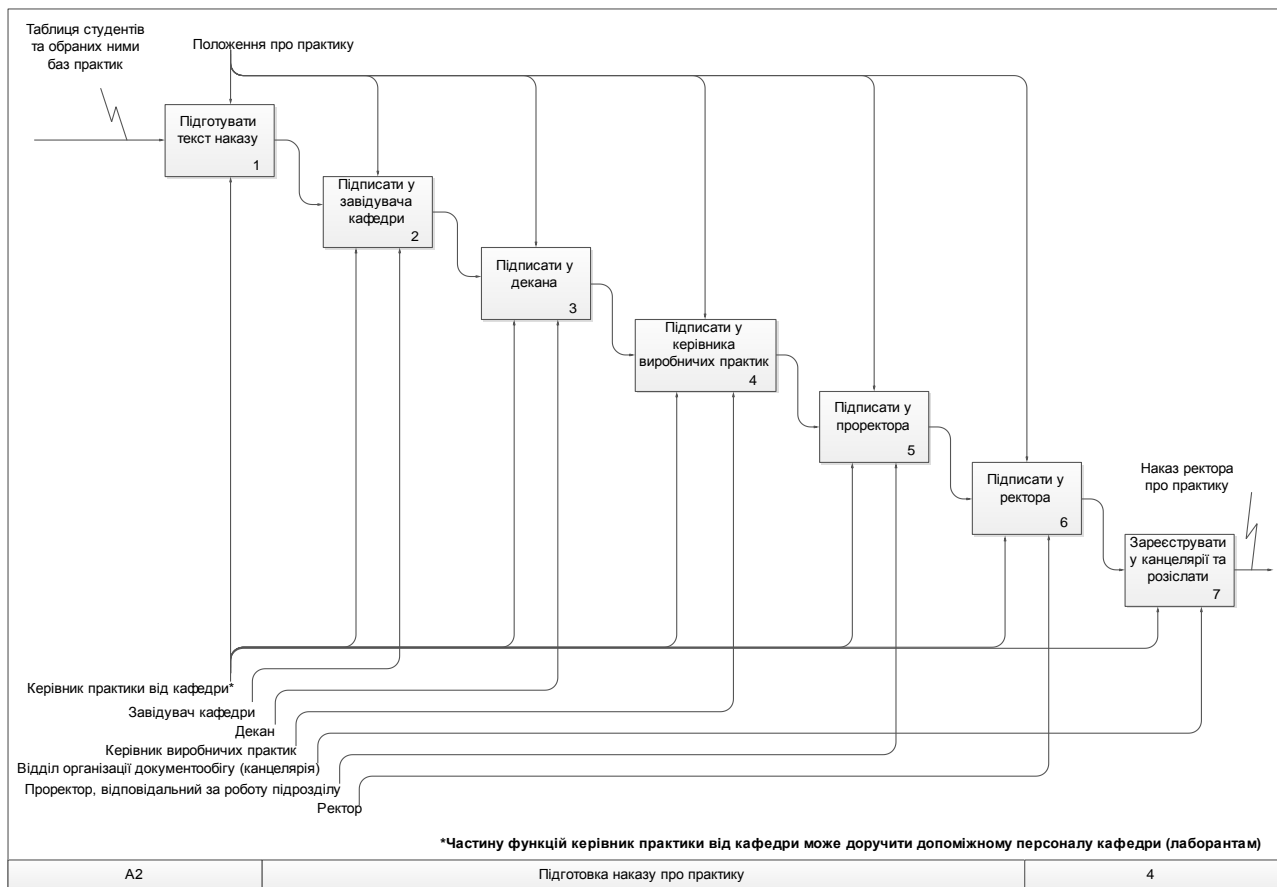 Таблиця студентів
та обраних ними
баз практик
Положення про практику
Підготувати
текст наказу
1
Підписати у
завідувача
кафедри
2
Підписати у
декана
3
Підписати у
керівника
виробничих практик
4
Підписати у
проректора
5
Підписати у
ректора
6
Наказ ректора
про практику
Зареєструвати
у канцелярії та
розіслати
7
Керівник практики від кафедри*
Завідувач кафедри
Декан
Керівник виробничих практик
Відділ організації документообігу (канцелярія)
Проректор, відповідальний за роботу підрозділу
Ректор
*Частину функцій керівник практики від кафедри може доручити допоміжному персоналу кафедри (лаборантам)
А2
Підготовка наказу про практику
4